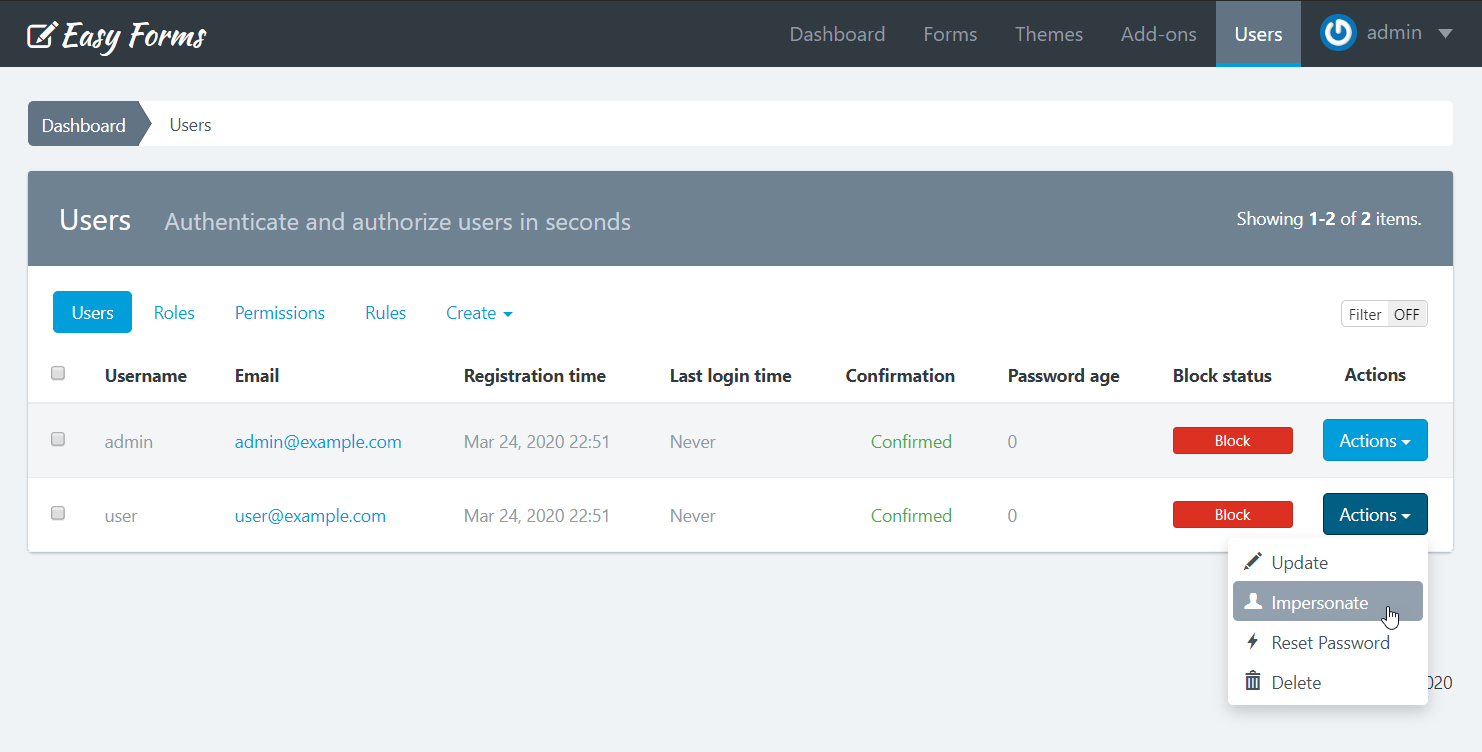 Easy Forms Dashboard Forms Themes Add-ons Users admin
Dashboard Users
Users Authenticate and authorize users in seconds Showing 1-2 of 2 items.
Users Roles Permissions Rules Create Filter OFF
Username Email Registration time Last login time Confirmation Password age Block status Actions
admin admin@example.com Mar 24, 2020 22:51 Never Confirmed 0 Block Actions
user user@example.com Mar 24, 2020 22:51 Never Confirmed 0 Block Actions
Update
Impersonate
Reset Password
Delete